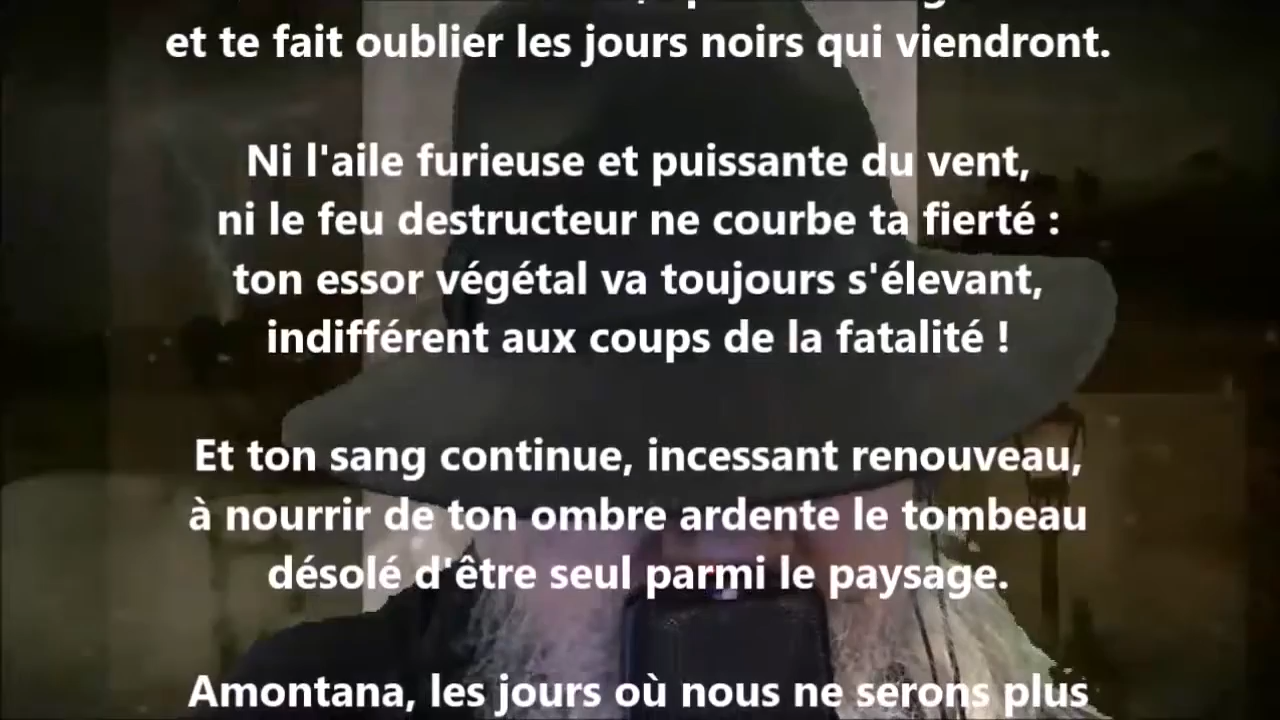 et te fait oublier les jours noirs qui viendront.
Ni l'aile furieuse et puissante du vent,
ni le feu destructeur ne courbe ta fierté :
ton essor végétal va toujours s'élevant,
indifférent aux coups de la fatalité !
Et ton sang continue, incessant renouveau,
à nourrir de ton ombre ardente le tombeau
désolé d'être seul parmi le paysage.
Amontana, les jours où nous ne serons plus